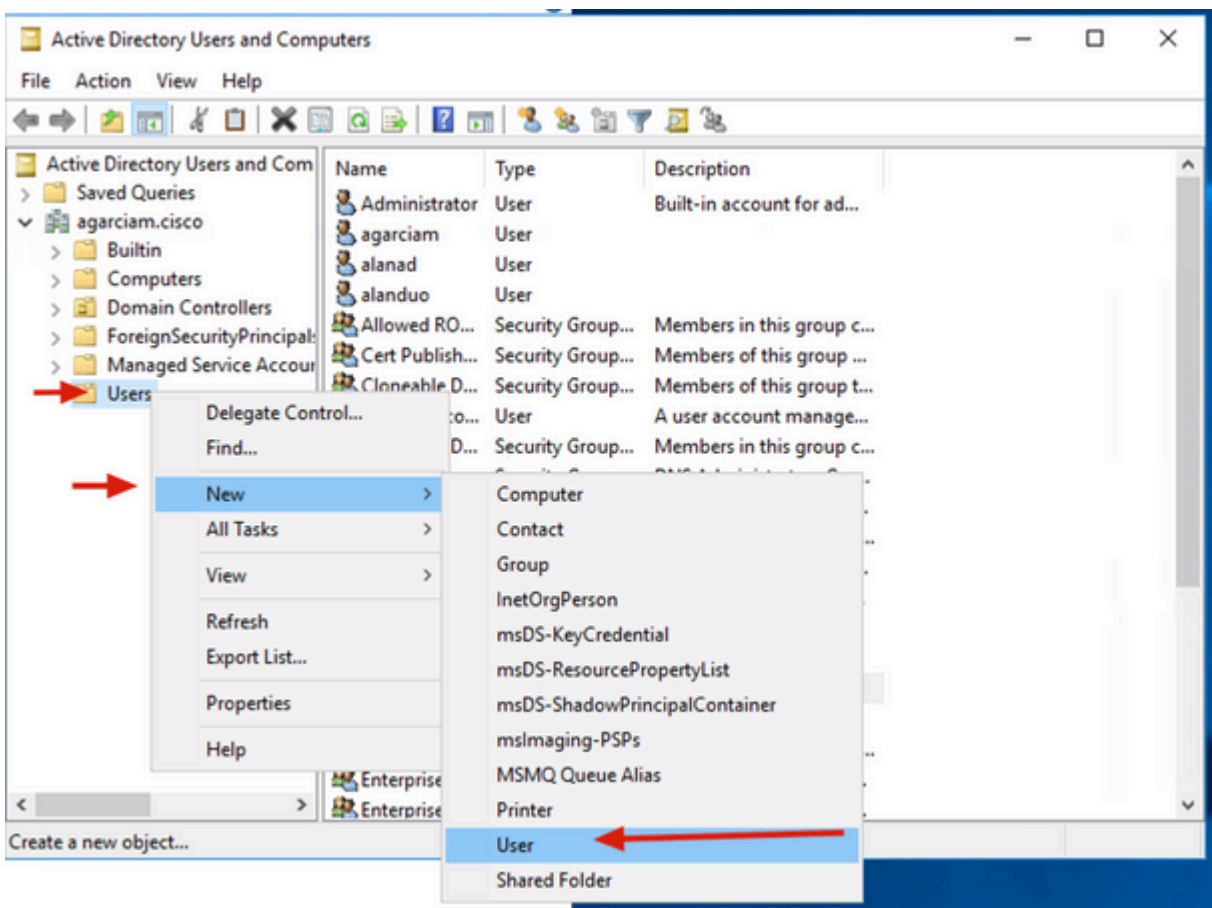 Active Directory Users and Computers
File Action View Help
Active Directory Users and Com
Saved Queries
agarciam.cisco
Builtin
Computers
Domain Controllers
ForeignSecurityPrincipals
Managed Service Accour
Users
Name Type Description
Administrator User Built-in account for ad...
agarciam User
alanad User
alanduo User
Allowed RO... Security Group... Members in this group c...
Cert Publish... Security Group... Members of this group ...
Cloneable D... Security Group... Members of this group t...
o... User A user account manage...
D... Security Group... Members in this group c...
Enterprise
Enterprise
Delegate Control...
Find...
New
All Tasks
View
Refresh
Export List...
Properties
Help
Computer
Contact
Group
InetOrgPerson
msDS-KeyCredential
msDS-ResourcePropertyList
msDS-ShadowPrincipalContainer
msImaging-PSPs
MSMQ Queue Alias
Printer
User
Shared Folder
Create a new object...